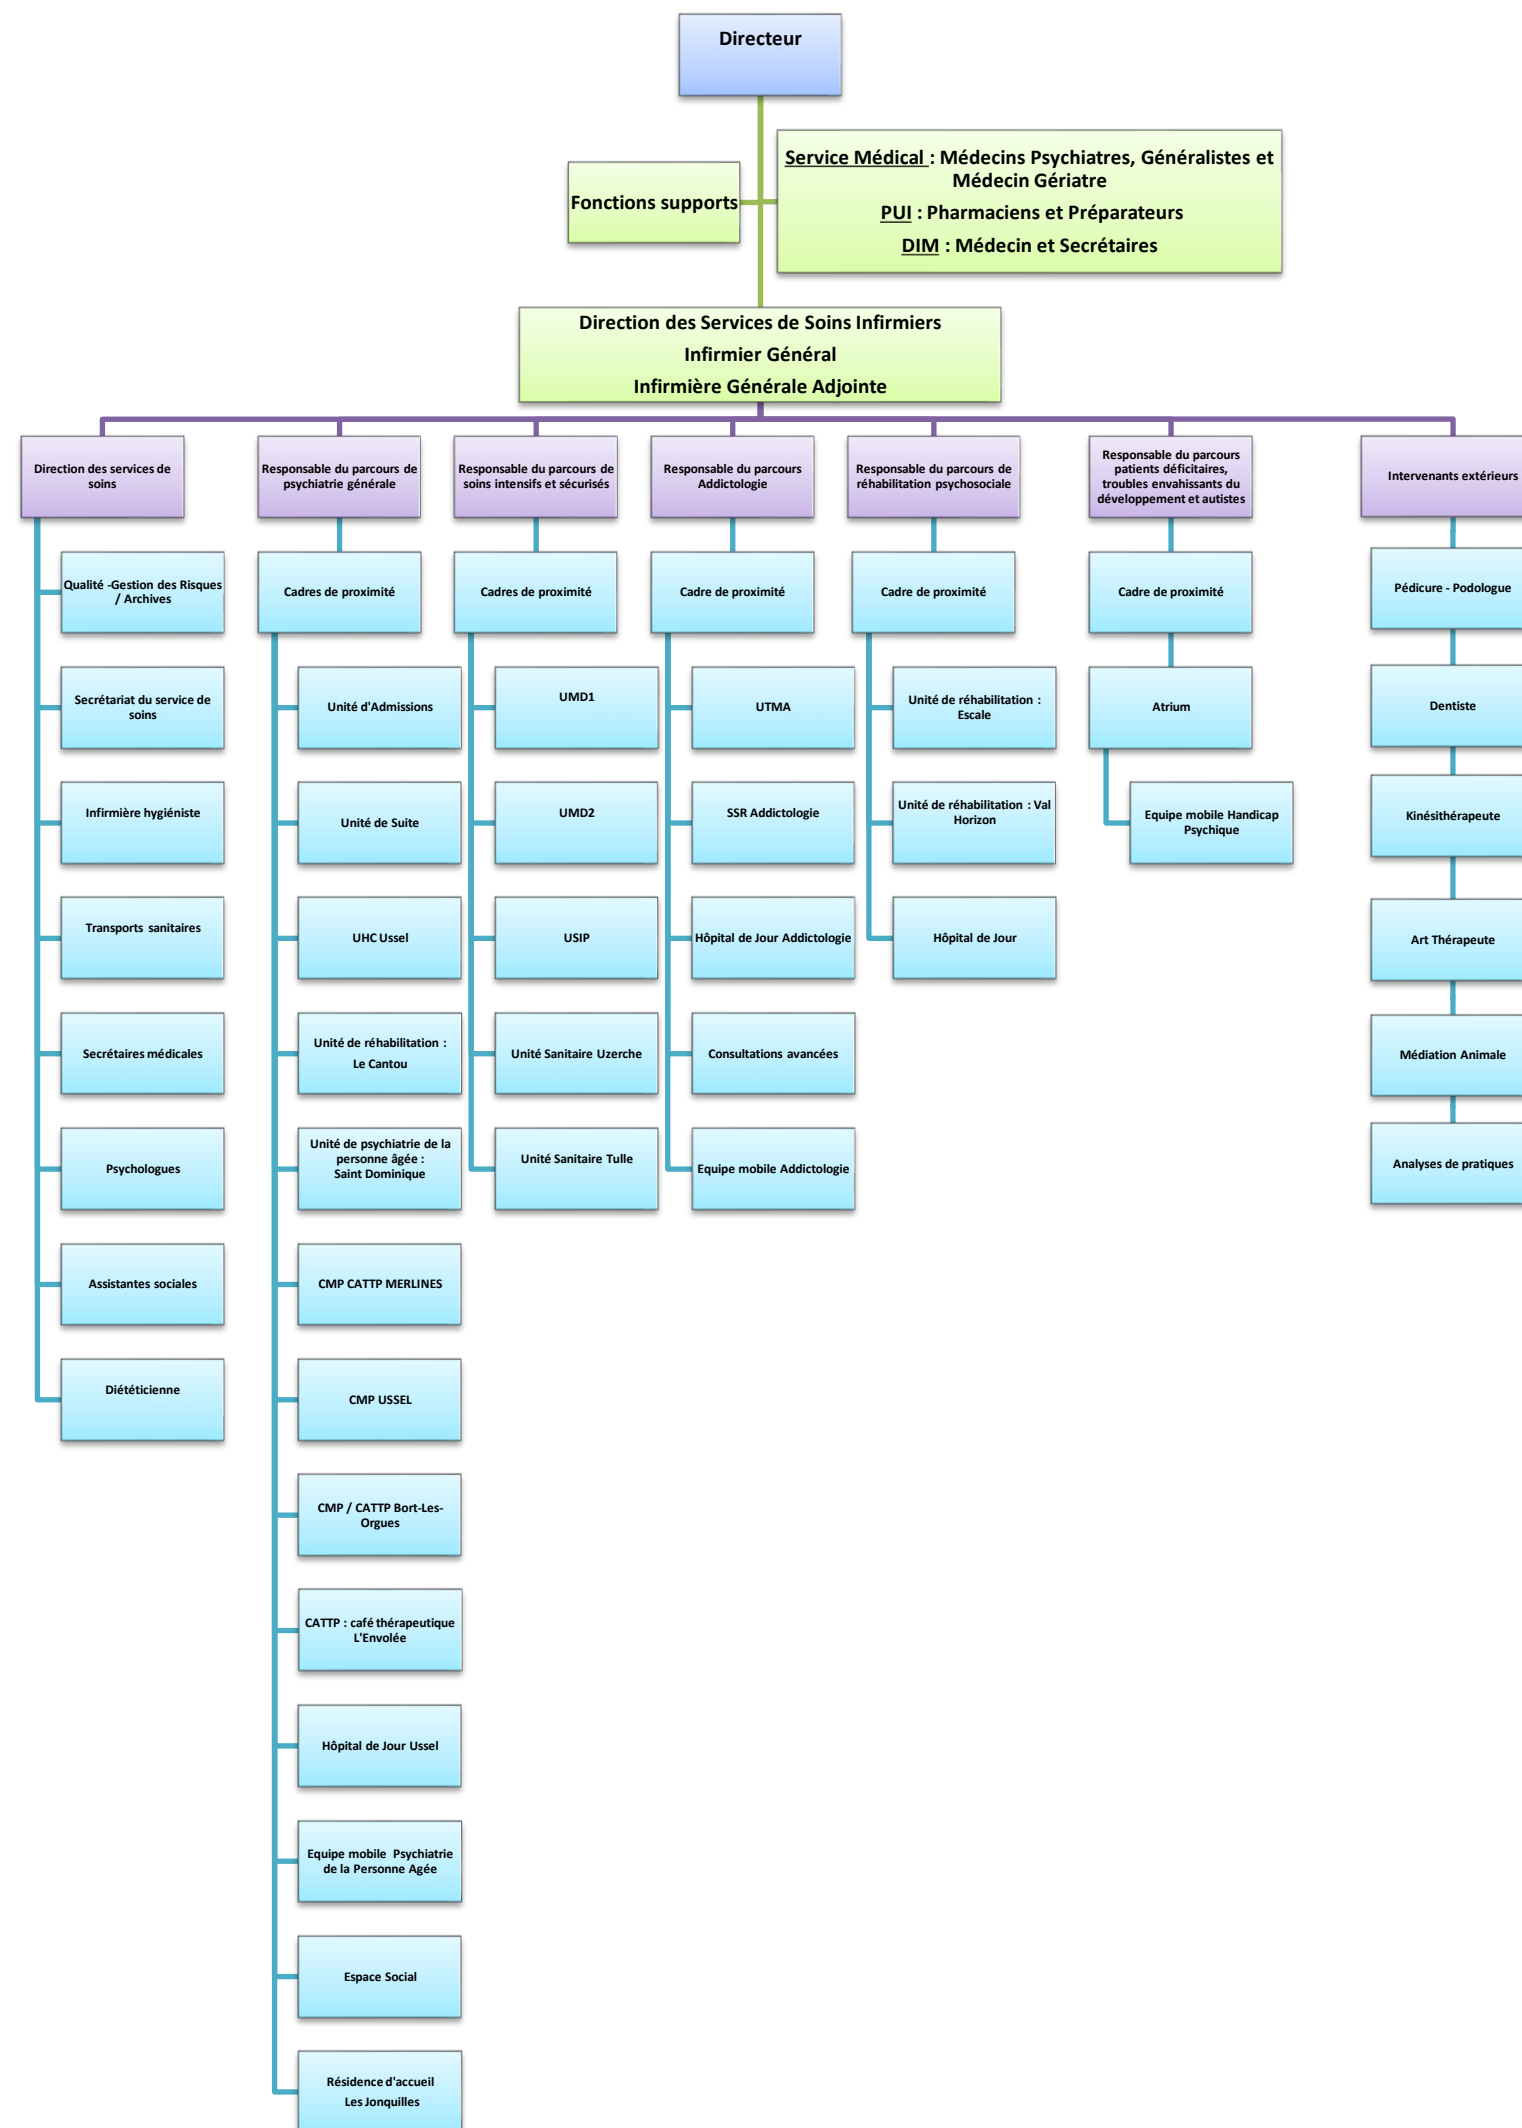 Directeur
Fonctions supports
Service Médical : Médecins Psychiatres, Généralistes et
Médecin Gériatre
PUI : Pharmaciens et Préparateurs
DIM : Médecin et Secrétaires
Direction des Services de Soins Infirmiers
Infirmier Général
Infirmière Générale Adjointe
Direction des services de
soins
Qualité -Gestion des Risques
/ Archives
Secrétariat du service de
soins
Infirmière hygiéniste
Transports sanitaires
Secrétaires médicales
Psychologues
Assistantes sociales
Diététicienne
Responsable du parcours de
psychiatrie générale
Cadres de proximité
Unité d'Admissions
Unité de Suite
UHC Ussel
Unité de réhabilitation :
Le Cantou
Unité de psychiatrie de la
personne âgée :
Saint Dominique
CMP CATTP MERLINES
CMP USSEL
CMP / CATTP Bort-Les-
Orgues
CATTP : café thérapeutique
L'Envolée
Hôpital de Jour Ussel
Equipe mobile Psychiatrie
de la Personne Agée
Espace Social
Résidence d'accueil
Les Jonquilles
Responsable du parcours de
soins intensifs et sécurisés
Cadres de proximité
UMD1
UMD2
USIP
Unité Sanitaire Uzerche
Unité Sanitaire Tulle
Responsable du parcours
Addictologie
Cadre de proximité
UTMA
SSR Addictologie
Hôpital de Jour Addictologie
Consultations avancées
Equipe mobile Addictologie
Responsable du parcours de
réhabilitation psychosociale
Cadre de proximité
Unité de réhabilitation :
Escale
Unité de réhabilitation : Val
Horizon
Hôpital de Jour
Responsable du parcours
patients déficitaires,
troubles envahissants du
développement et autistes
Cadre de proximité
Atrium
Equipe mobile Handicap
Psychique
Intervenants extérieurs
Pédicure - Podologue
Dentiste
Kinésithérapeute
Art Thérapeute
Médiation Animale
Analyses de pratiques